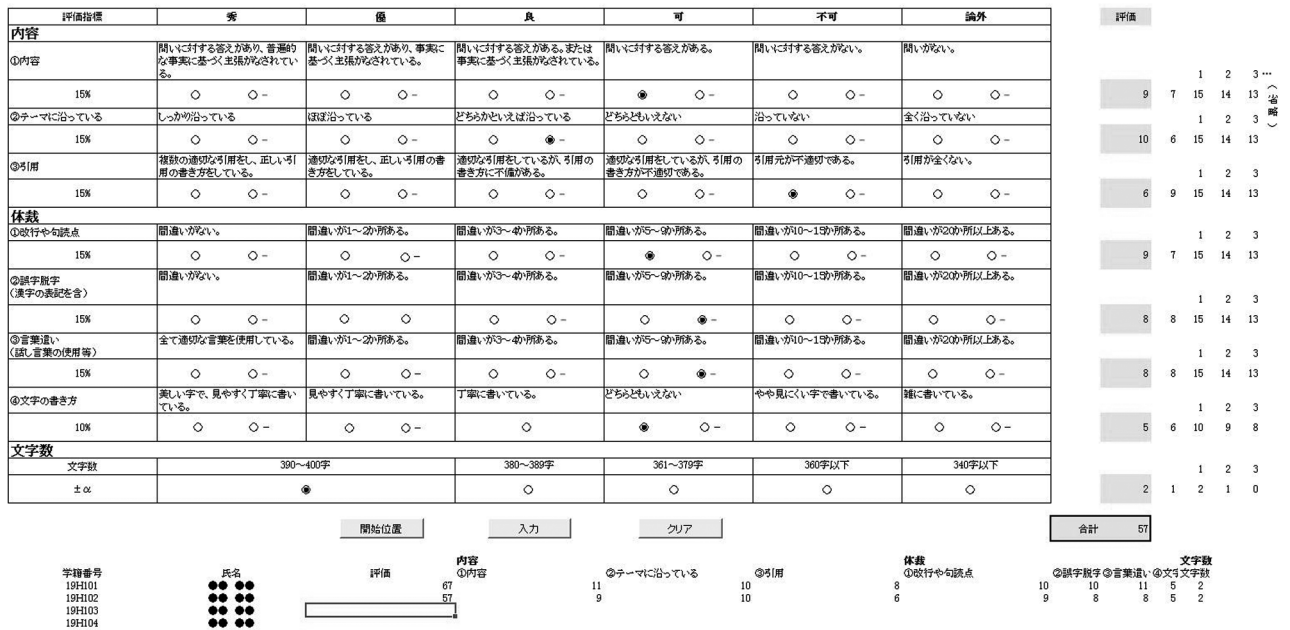 評価指標 秀 優 良 可 不可 論外 評価
内容
①内容 問いに対する答えがあり、普遍的な事実に基づく主張がなされている。 問いに対する答えがあり、事実に基づく主張がなされている。 問いに対する答えがある。または事実に基づく主張がなされている。 問いに対する答えがある。 問いに対する答えがない。 問いがない。
1 2 3 … (省略)
15% - - - - - - 9 7 15 14 13
②テーマに沿っている しっかり沿っている ほぼ沿っている どちらかといえば沿っている どちらともいえない 沿っていない 全く沿っていない 1 2 3
15% - - - - - - 10 6 15 14 13
③引用 複数の適切な引用をし、正しい引用の書き方をしている。 適切な引用をし、正しい引用の書き方をしている。 適切な引用をしているが、引用の書き方に不備がある。 適切な引用をしているが、引用の書き方が不適切である。 引用元が不適切である。 引用が全くない。
1 2 3
15% - - - - - - 6 9 15 14 13
体裁
①改行や句読点 間違いがない。 間違いが1～2か所ある。 間違いが3～4か所ある。 間違いが5～9か所ある。 間違いが10～15か所ある。 間違いが20か所以上ある。 1 2 3
15% - - - - - - 9 7 15 14 13
②誤字脱字 間違いがない。 間違いが1～2か所ある。 間違いが3～4か所ある。 間違いが5～9か所ある。 間違いが10～15か所ある。 間違いが20か所以上ある。
(漢字の表記を含)
1 2 3
15% - - - - - 8 8 15 14 13
③言葉遣い 全て適切な言葉を使用している。 間違いが1～2か所ある。 間違いが3～4か所ある。 間違いが5～9か所ある。 間違いが10～15か所ある。 間違いが20か所以上ある。
(話し言葉の使用等)
1 2 3
15% - - - - - 8 8 15 14 13
④文字の書き方 美しい字で、見やすく丁寧に書いている。 見やすく丁寧に書いている。 丁寧に書いている。 どちらともいえない やや見にくい字で書いている。 雑に書いている。
1 2 3
10% - - - - - 5 6 10 9 8
文字数
文字数 390～400字 380～389字 361～379字 360字以下 340字以下 1 2 3
±α 2 1 2 1 0
開始位置 入力 クリア 合計 57
内容 体裁 文字数
学籍番号 氏名 評価 ①内容 ②テーマに沿っている ③引用 ①改行や句読点 ②誤字脱字 ③言葉遣い ④文字 文字数
19H101 67 11 10 8 10 10 11 5 2
19H102 57 9 10 6 9 8 8 5 2
19H103
19H104